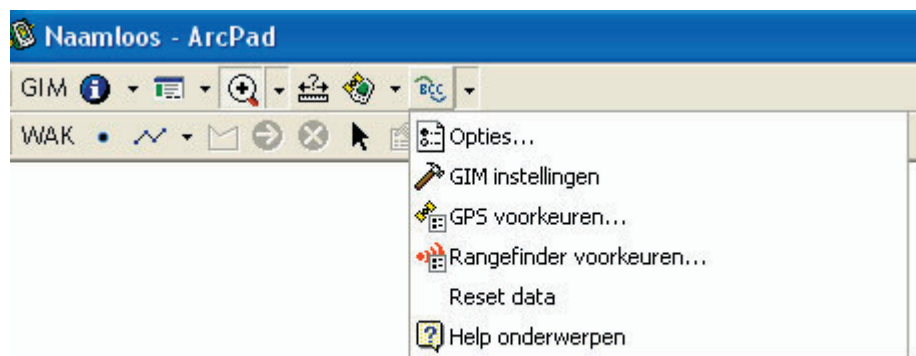 Naamloos - ArcPad
GIM
BCC
WAK
Opties...
GIM instellingen
GPS voorkeuren...
Rangefinder voorkeuren...
Reset data
Help onderwerpen